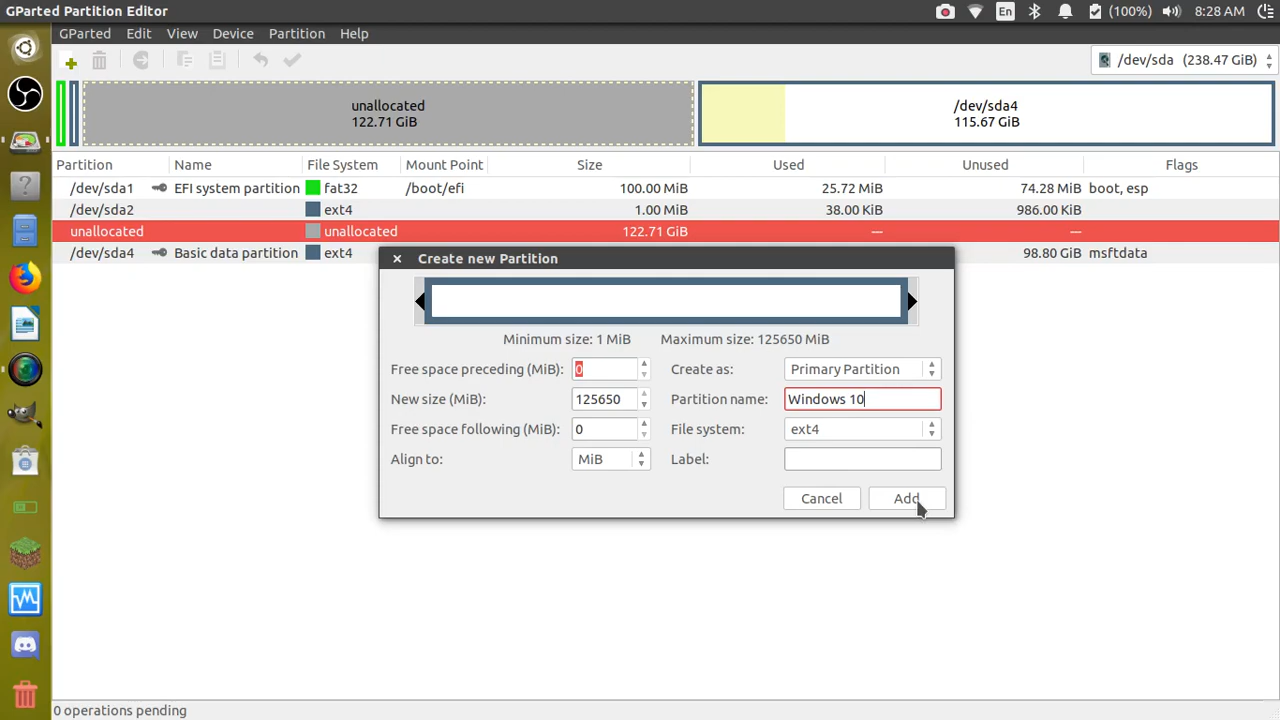 GParted Partition Editor En (100%) 8:28 AM
GParted Edit View Device Partition Help
/dev/sda (238.47 GiB)
unallocated
122.71 GiB
/dev/sda4
115.67 GiB
Partition Name File System Mount Point Size Used Unused Flags
/dev/sda1 EFI system partition fat32 /boot/efi 100.00 MiB 25.72 MiB 74.28 MiB boot, esp
/dev/sda2 ext4 1.00 MiB 38.00 KiB 986.00 KiB
unallocated unallocated 122.71 GiB — —
/dev/sda4 Basic data partition ext4 98.80 GiB msftdata
Create new Partition
Minimum size: 1 MiB Maximum size: 125650 MiB
Free space preceding (MiB): 0 Create as: Primary Partition
New size (MiB): 125650 Partition name: Windows 10
Free space following (MiB): 0 File system: ext4
Align to: MiB Label:
Cancel Add
0 operations pending